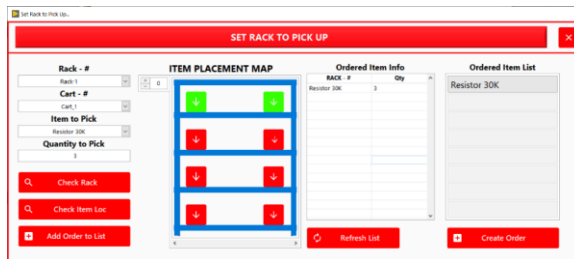 Set Rack to Pick Up..
SET RACK TO PICK UP
Rack - #
Rack-1
Cart - #
Cart_1
Item to Pick
Resistor 30K
Quantity to Pick
3
Check Rack
Check Item Loc
Add Order to List
ITEM PLACEMENT MAP
0
Ordered Item Info
RACK - # Qty
Resistor 30K 3
Refresh List
Ordered Item List
Resistor 30K
Create Order